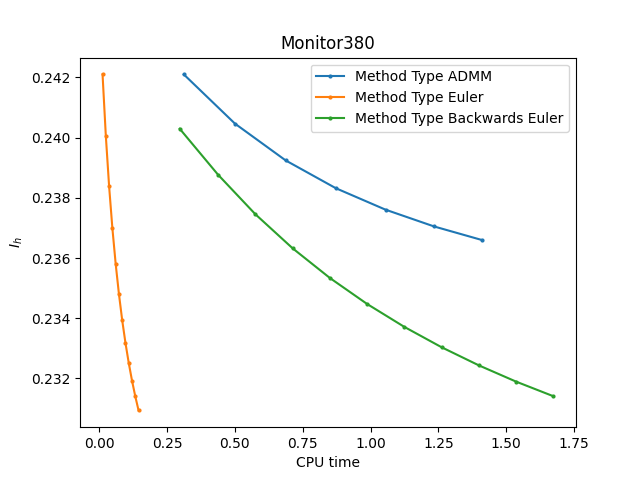 Monitor380
Method Type ADMM
Method Type Euler
Method Type Backwards Euler
0.242
0.240
0.238
0.236
0.234
0.232
I_h
0.00 0.25 0.50 0.75 1.00 1.25 1.50 1.75
CPU time